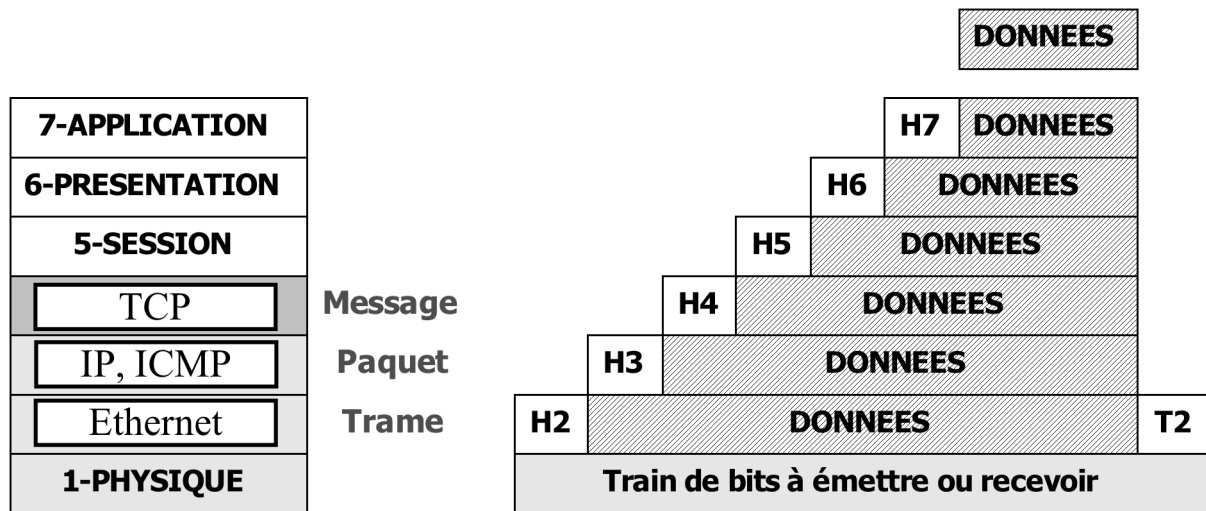 DONNEES
7-APPLICATION H7 DONNEES
6-PRESENTATION H6 DONNEES
5-SESSION H5 DONNEES
TCP Message H4 DONNEES
IP, ICMP Paquet H3 DONNEES
Ethernet Trame H2 DONNEES T2
1-PHYSIQUE Train de bits à émettre ou recevoir